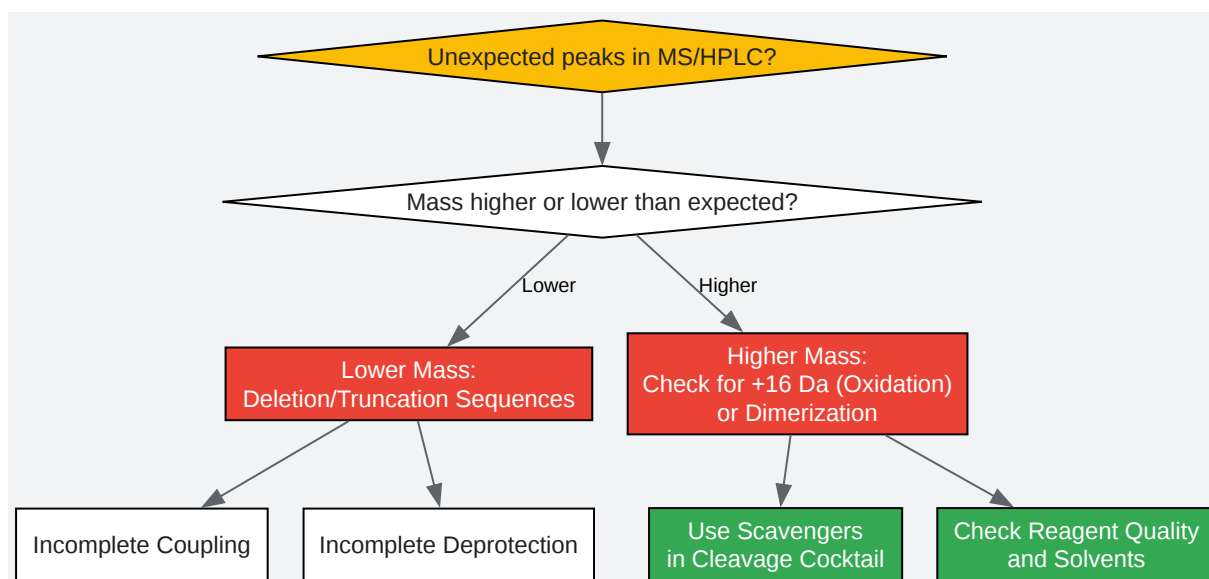 Unexpected peaks in MS/HPLC?
Mass higher or lower than expected?
Lower
Higher
Lower Mass:
Deletion/Truncation Sequences
Higher Mass:
Check for +16 Da (Oxidation)
or Dimerization
Incomplete Coupling
Incomplete Deprotection
Use Scavengers
in Cleavage Cocktail
Check Reagent Quality
and Solvents